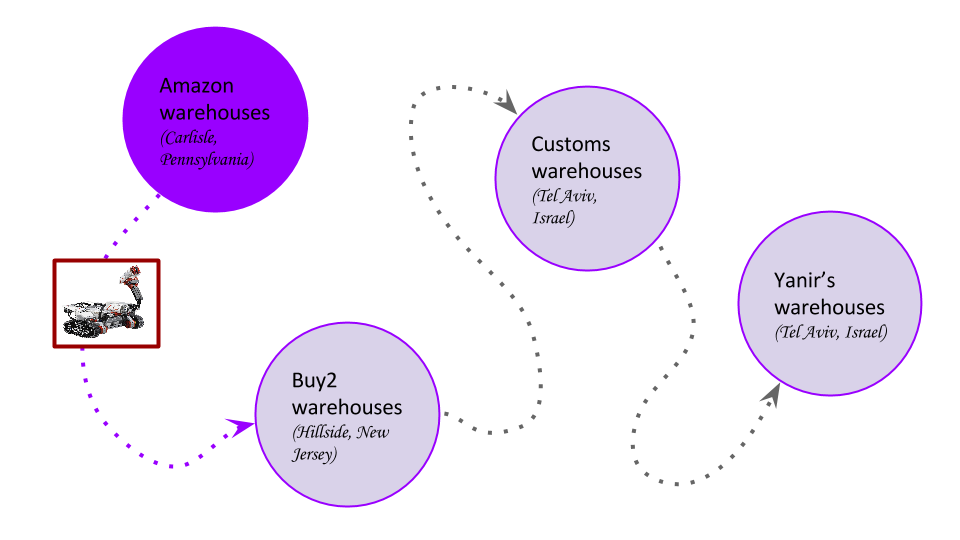 Amazon
warehouses
(Carlisle,
Pennsylvania)
Buy2
warehouses
(Hillside, New
Jersey)
Customs
warehouses
(Tel Aviv,
Israel)
Yanir’s
warehouses
(Tel Aviv, Israel)